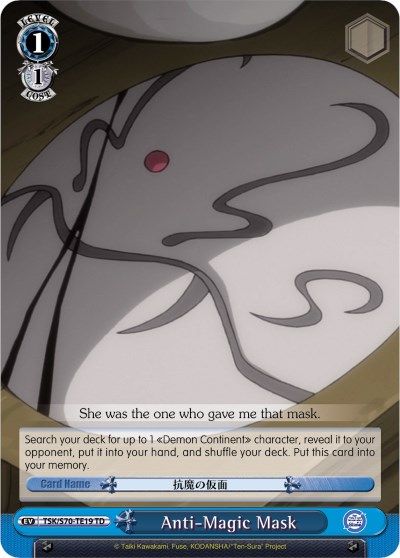 LEVEL
1
1
COST
She was the one who gave me that mask.
Search your deck for up to 1 «Demon Continent» character, reveal it to your
opponent, put it into your hand, and shuffle your deck. Put this card into
your memory.
Card Name 抗魔の仮面
EV TSK/S70-TE19 TD Anti-Magic Mask
© Taiki Kawakami, Fuse, KODANSHA/"Ten-Sura" Project